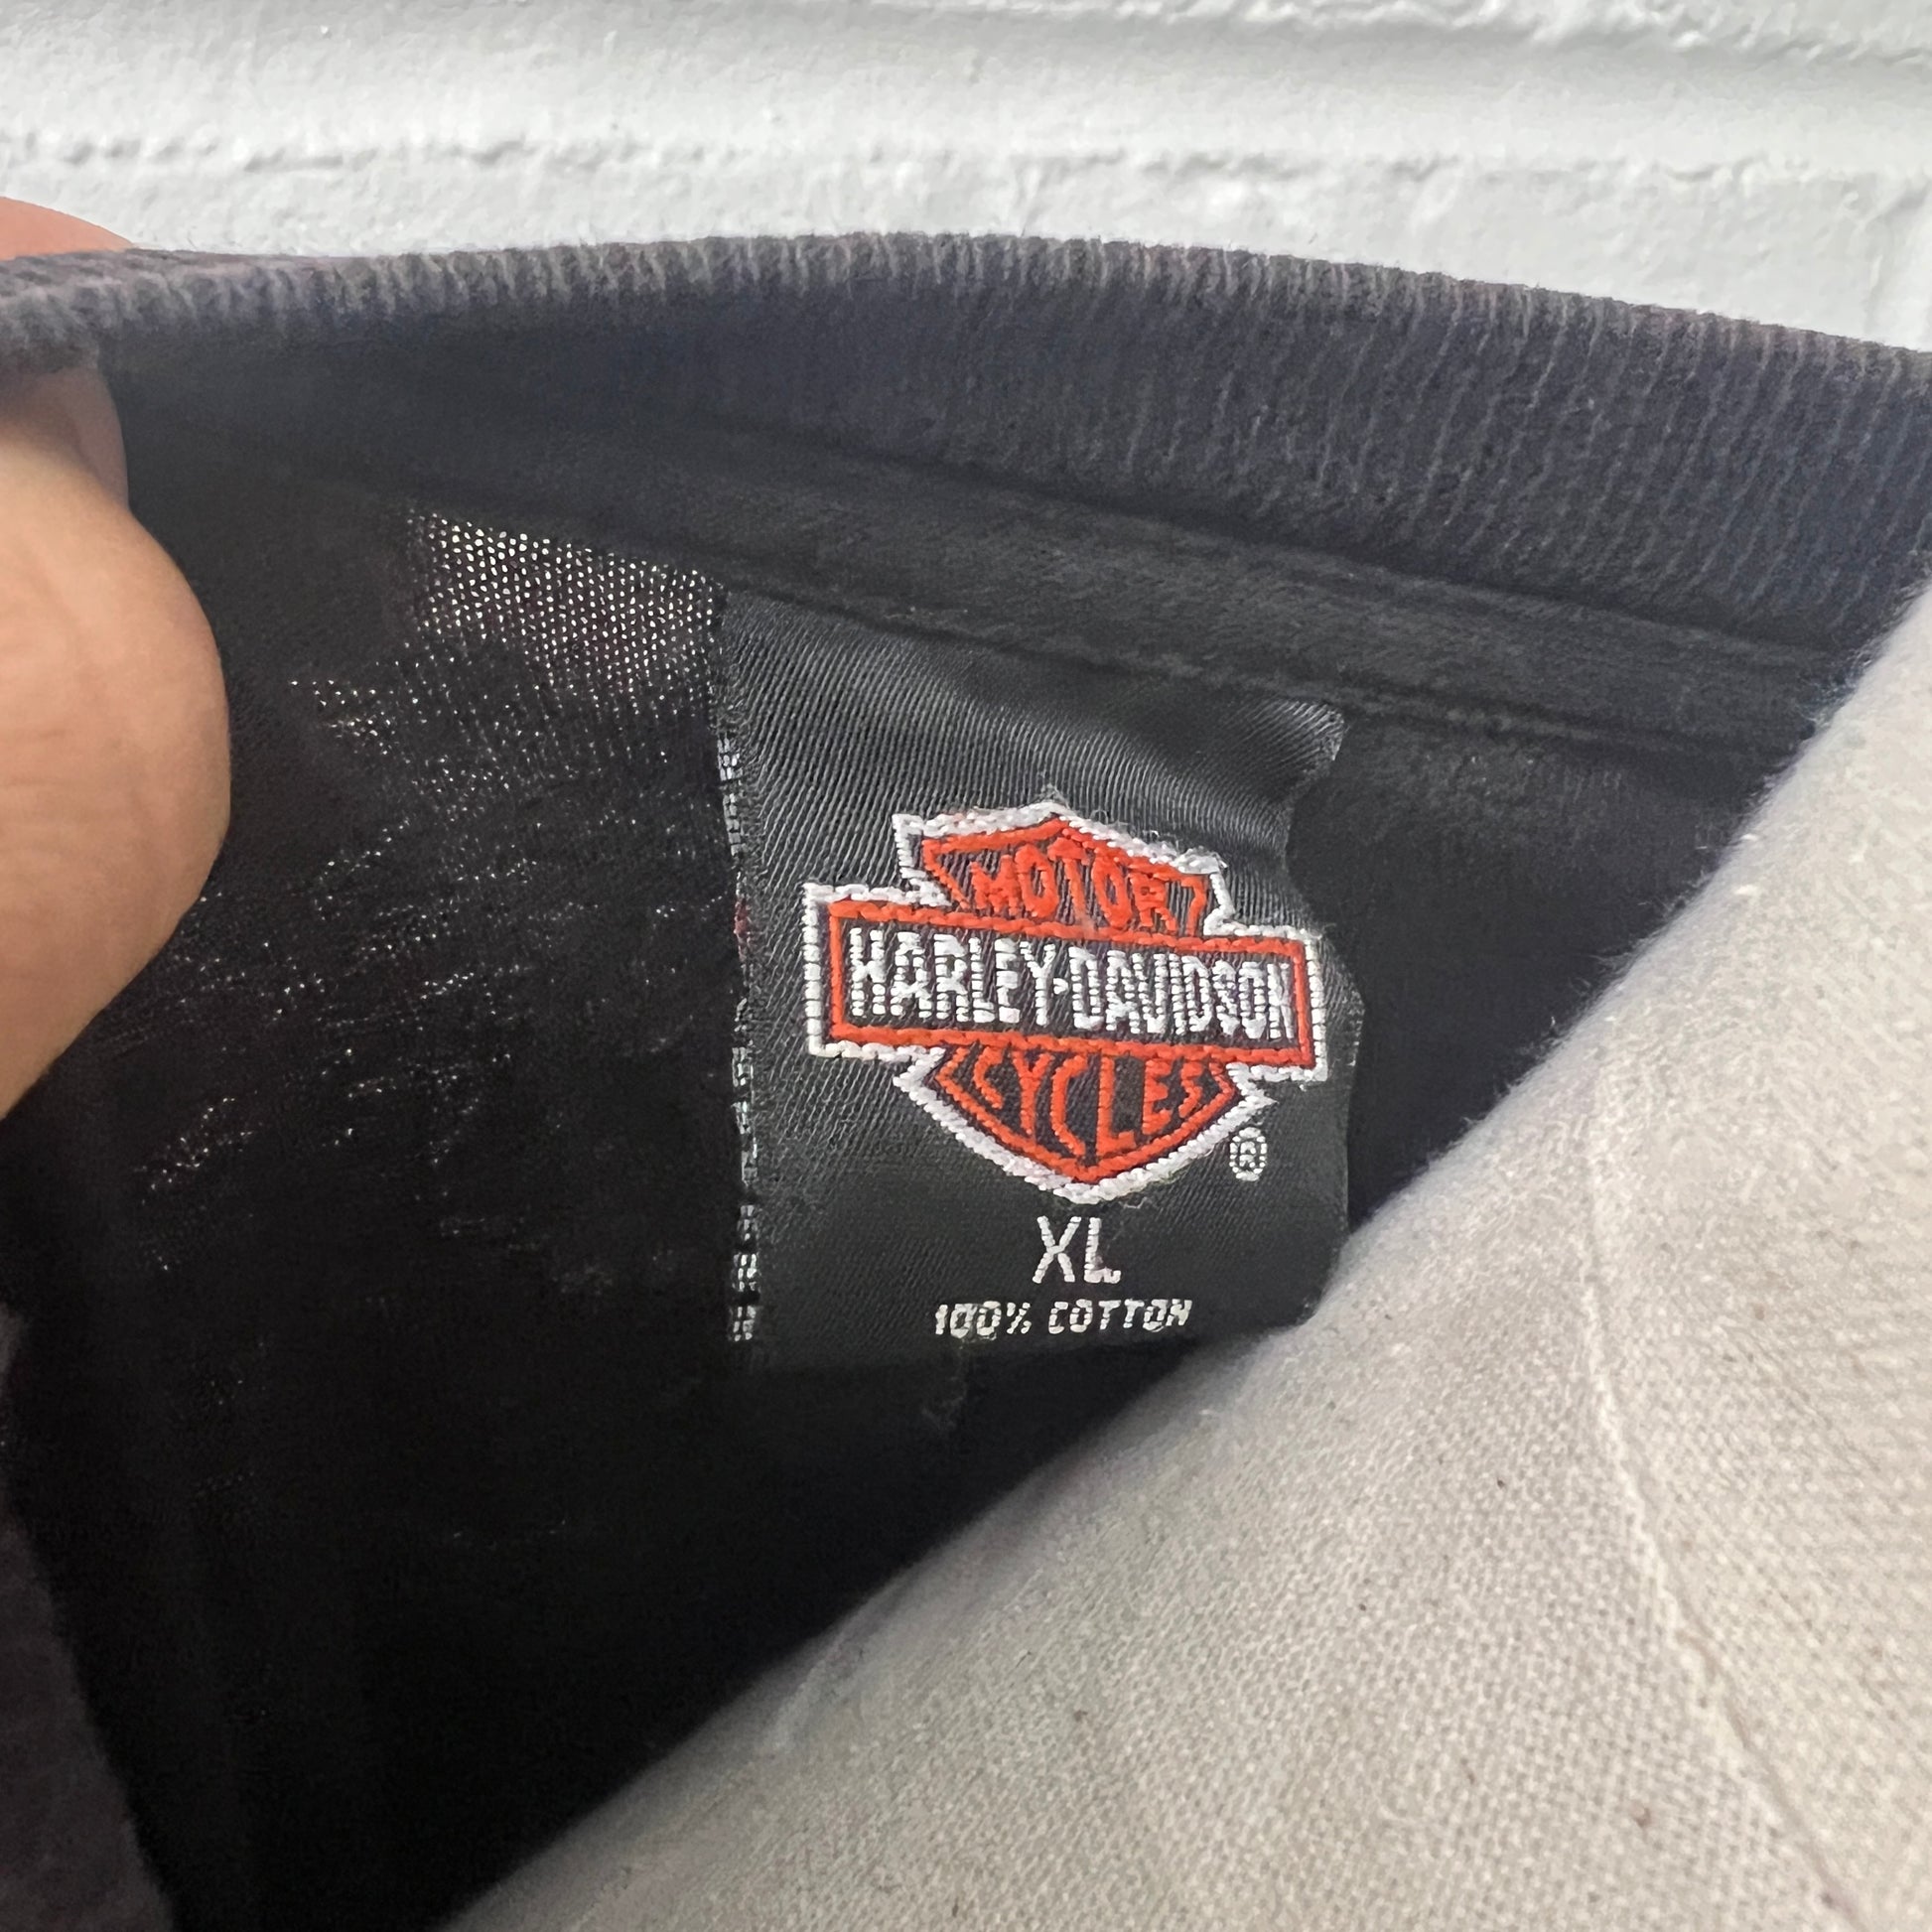 MOTOR
HARLEY-DAVIDSON
CYCLES
®
XL
100% COTTON